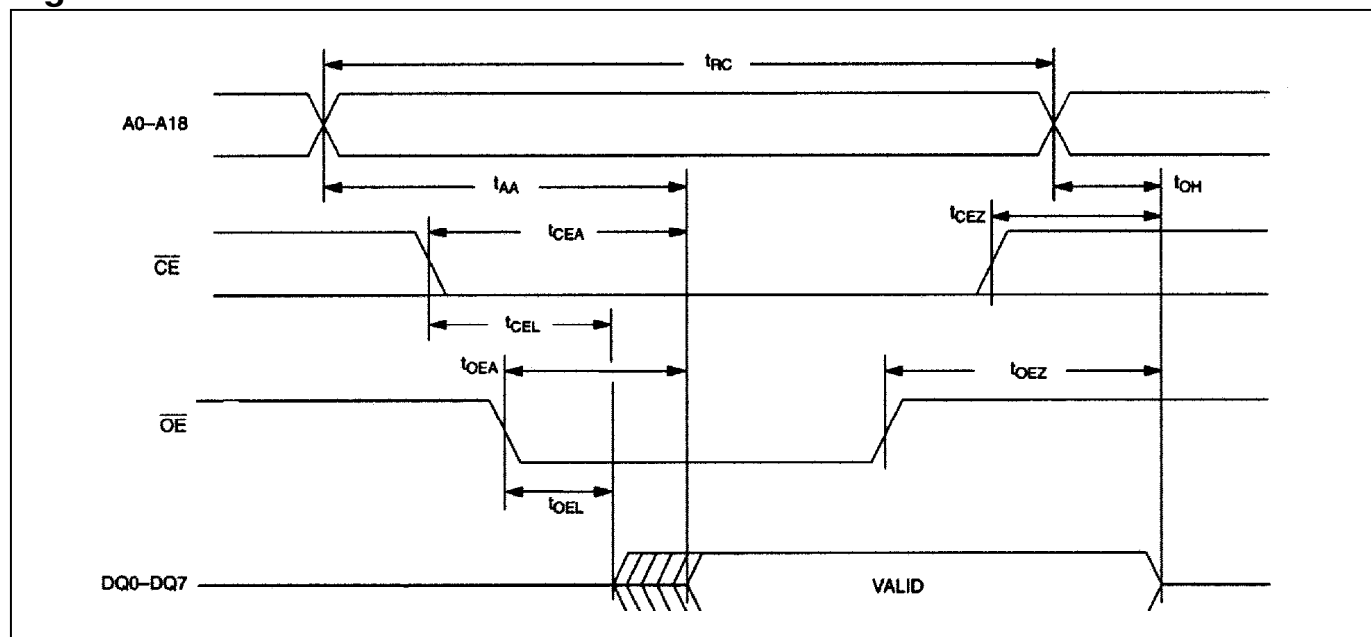 tRC
A0–A18
tAA
tOH
tCEZ
tCEA
CE
tCEL
tOEA
tOEZ
OE
tOEL
DQ0–DQ7
VALID